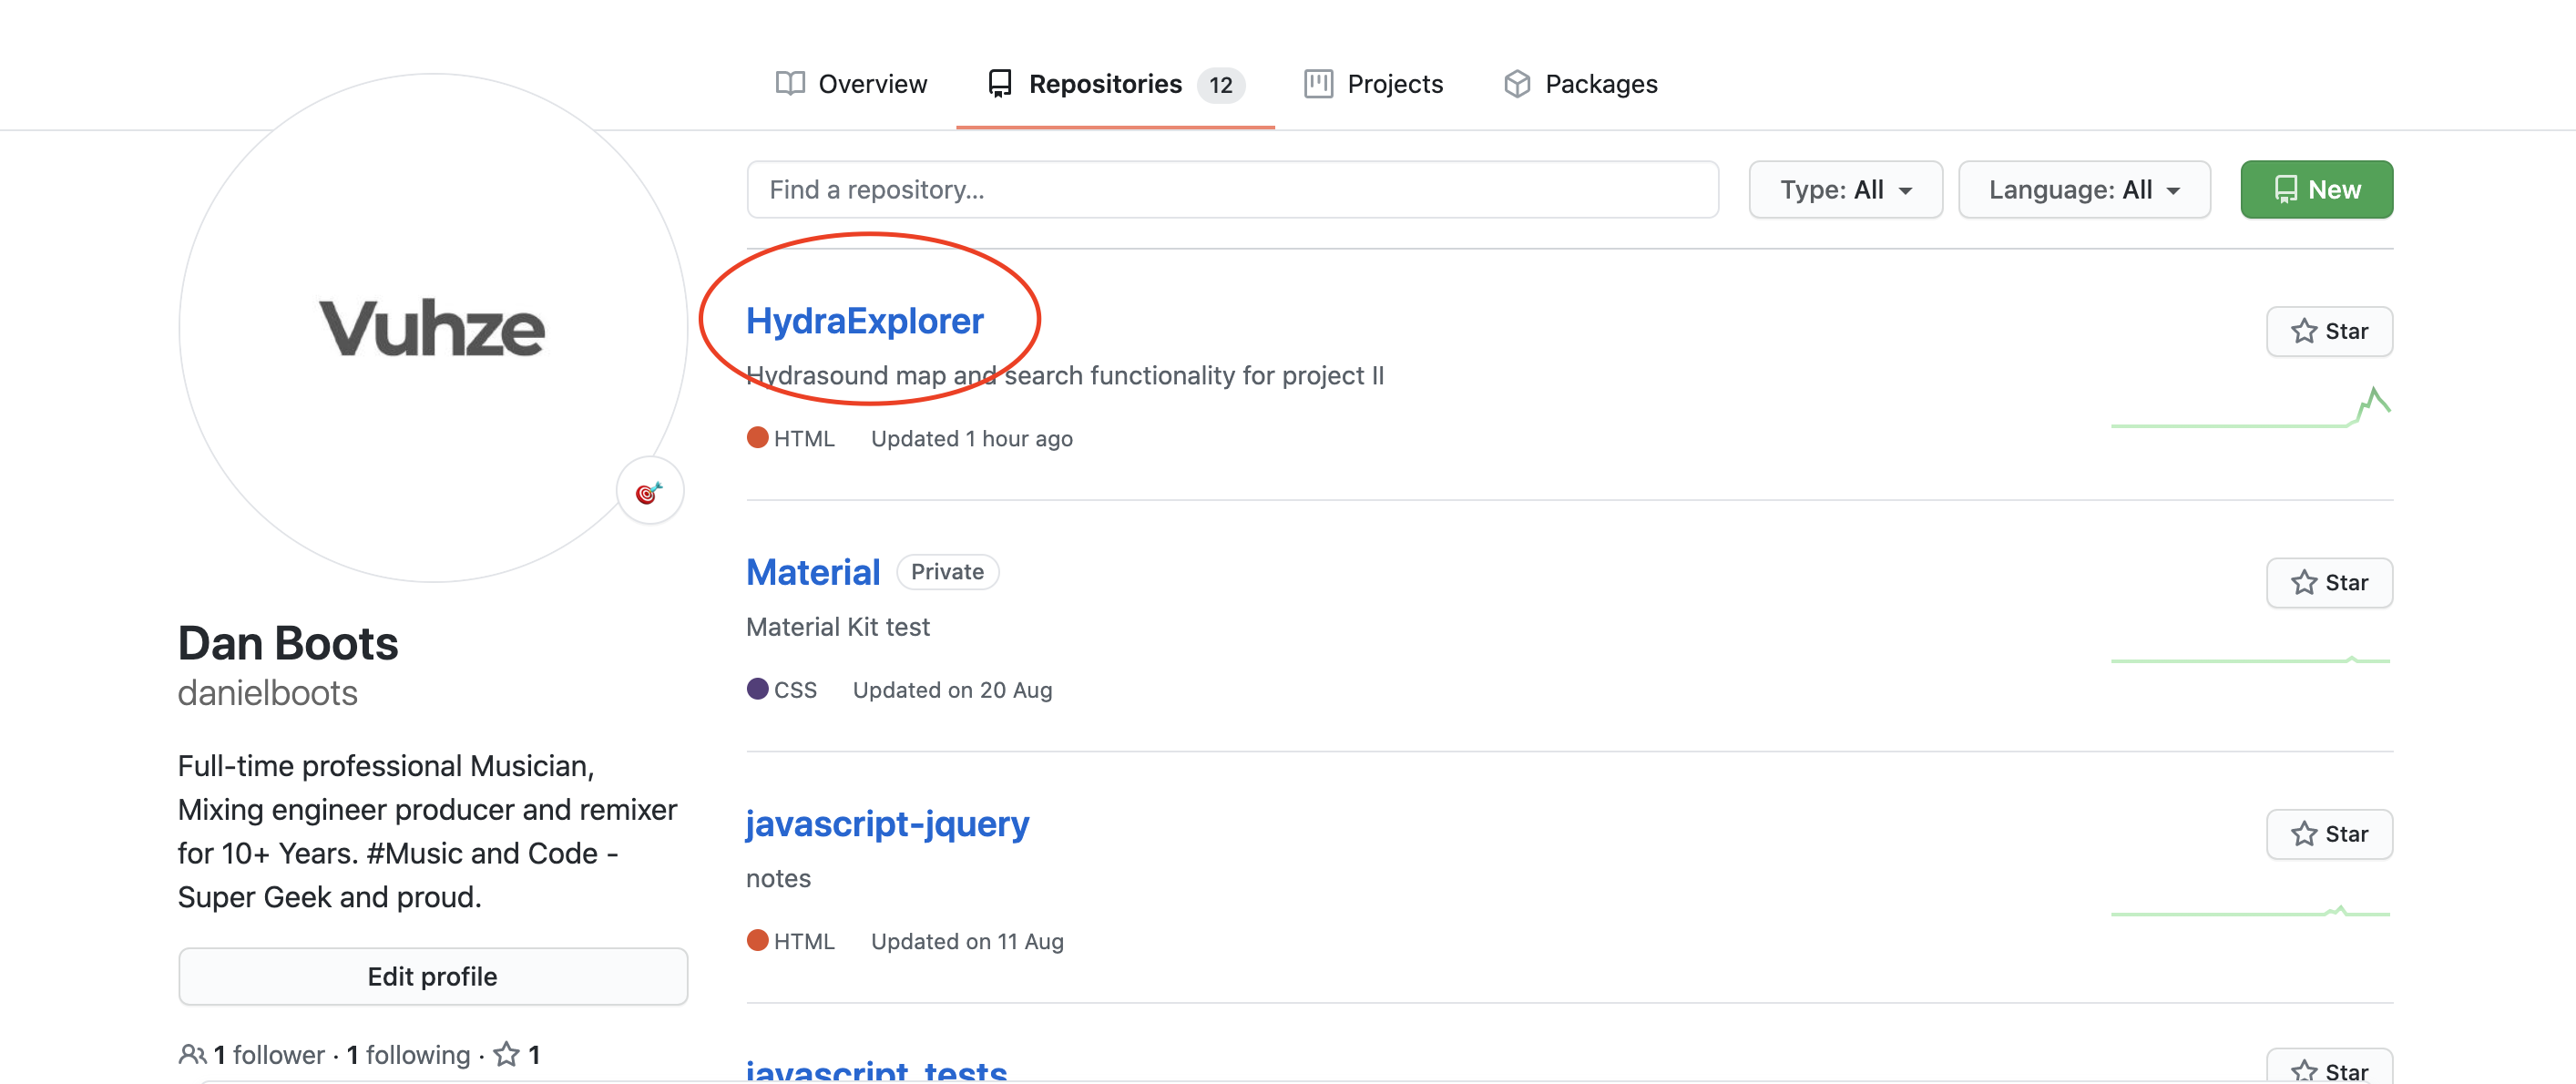 Overview Repositories 12 Projects Packages
Find a repository... Type: All Language: All New
Vuhze
Dan Boots
danielboots
Full-time professional Musician,
Mixing engineer producer and remixer
for 10+ Years. #Music and Code -
Super Geek and proud.
Edit profile
1 follower · 1 following · 1
HydraExplorer
Star
Hydrasound map and search functionality for project II
HTML Updated 1 hour ago
Material Private
Star
Material Kit test
CSS Updated on 20 Aug
javascript-jquery
Star
notes
HTML Updated on 11 Aug
javascript_tests
Star